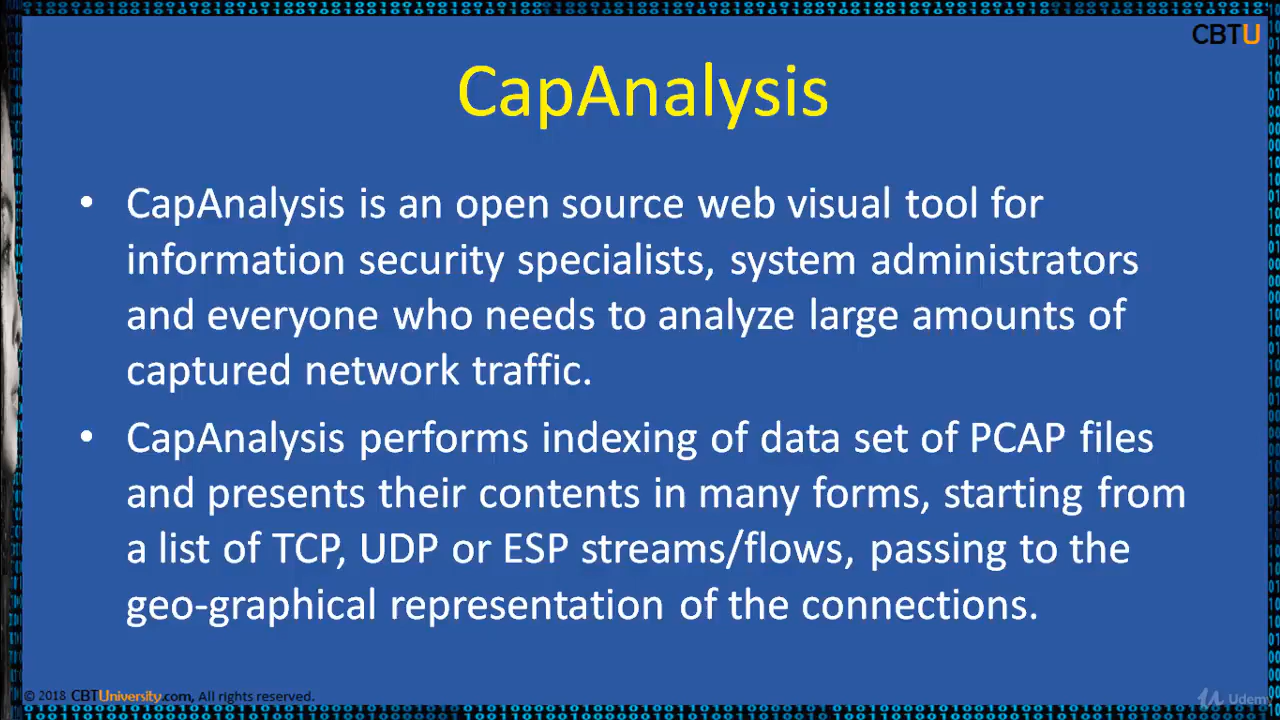 CBTU
CapAnalysis
• CapAnalysis is an open source web visual tool for
information security specialists, system administrators
and everyone who needs to analyze large amounts of
captured network traffic.
• CapAnalysis performs indexing of data set of PCAP files
and presents their contents in many forms, starting from
a list of TCP, UDP or ESP streams/flows, passing to the
geo-graphical representation of the connections.
© 2018 CBTUniversity.com, All rights reserved.
Udemy